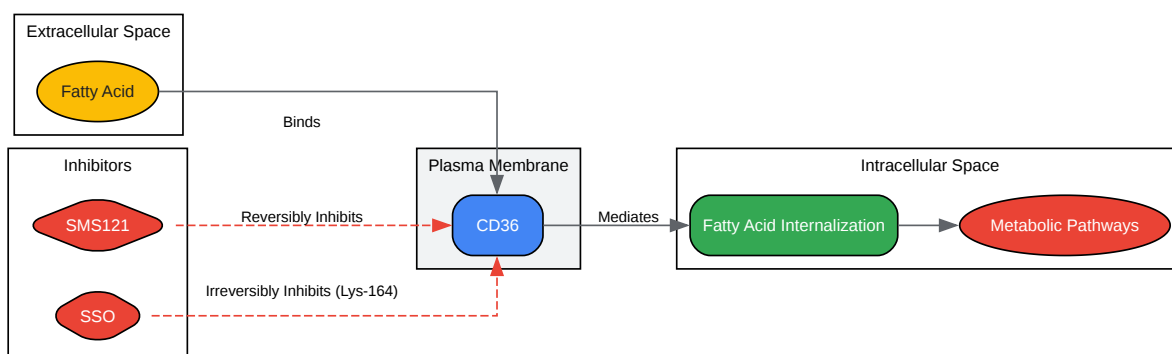 Extracellular Space
Fatty Acid
Binds
Inhibitors
SMS121
Reversibly Inhibits
SSO
Irreversibly Inhibits (Lys-164)
Plasma Membrane
CD36
Mediates
Intracellular Space
Fatty Acid Internalization
Metabolic Pathways